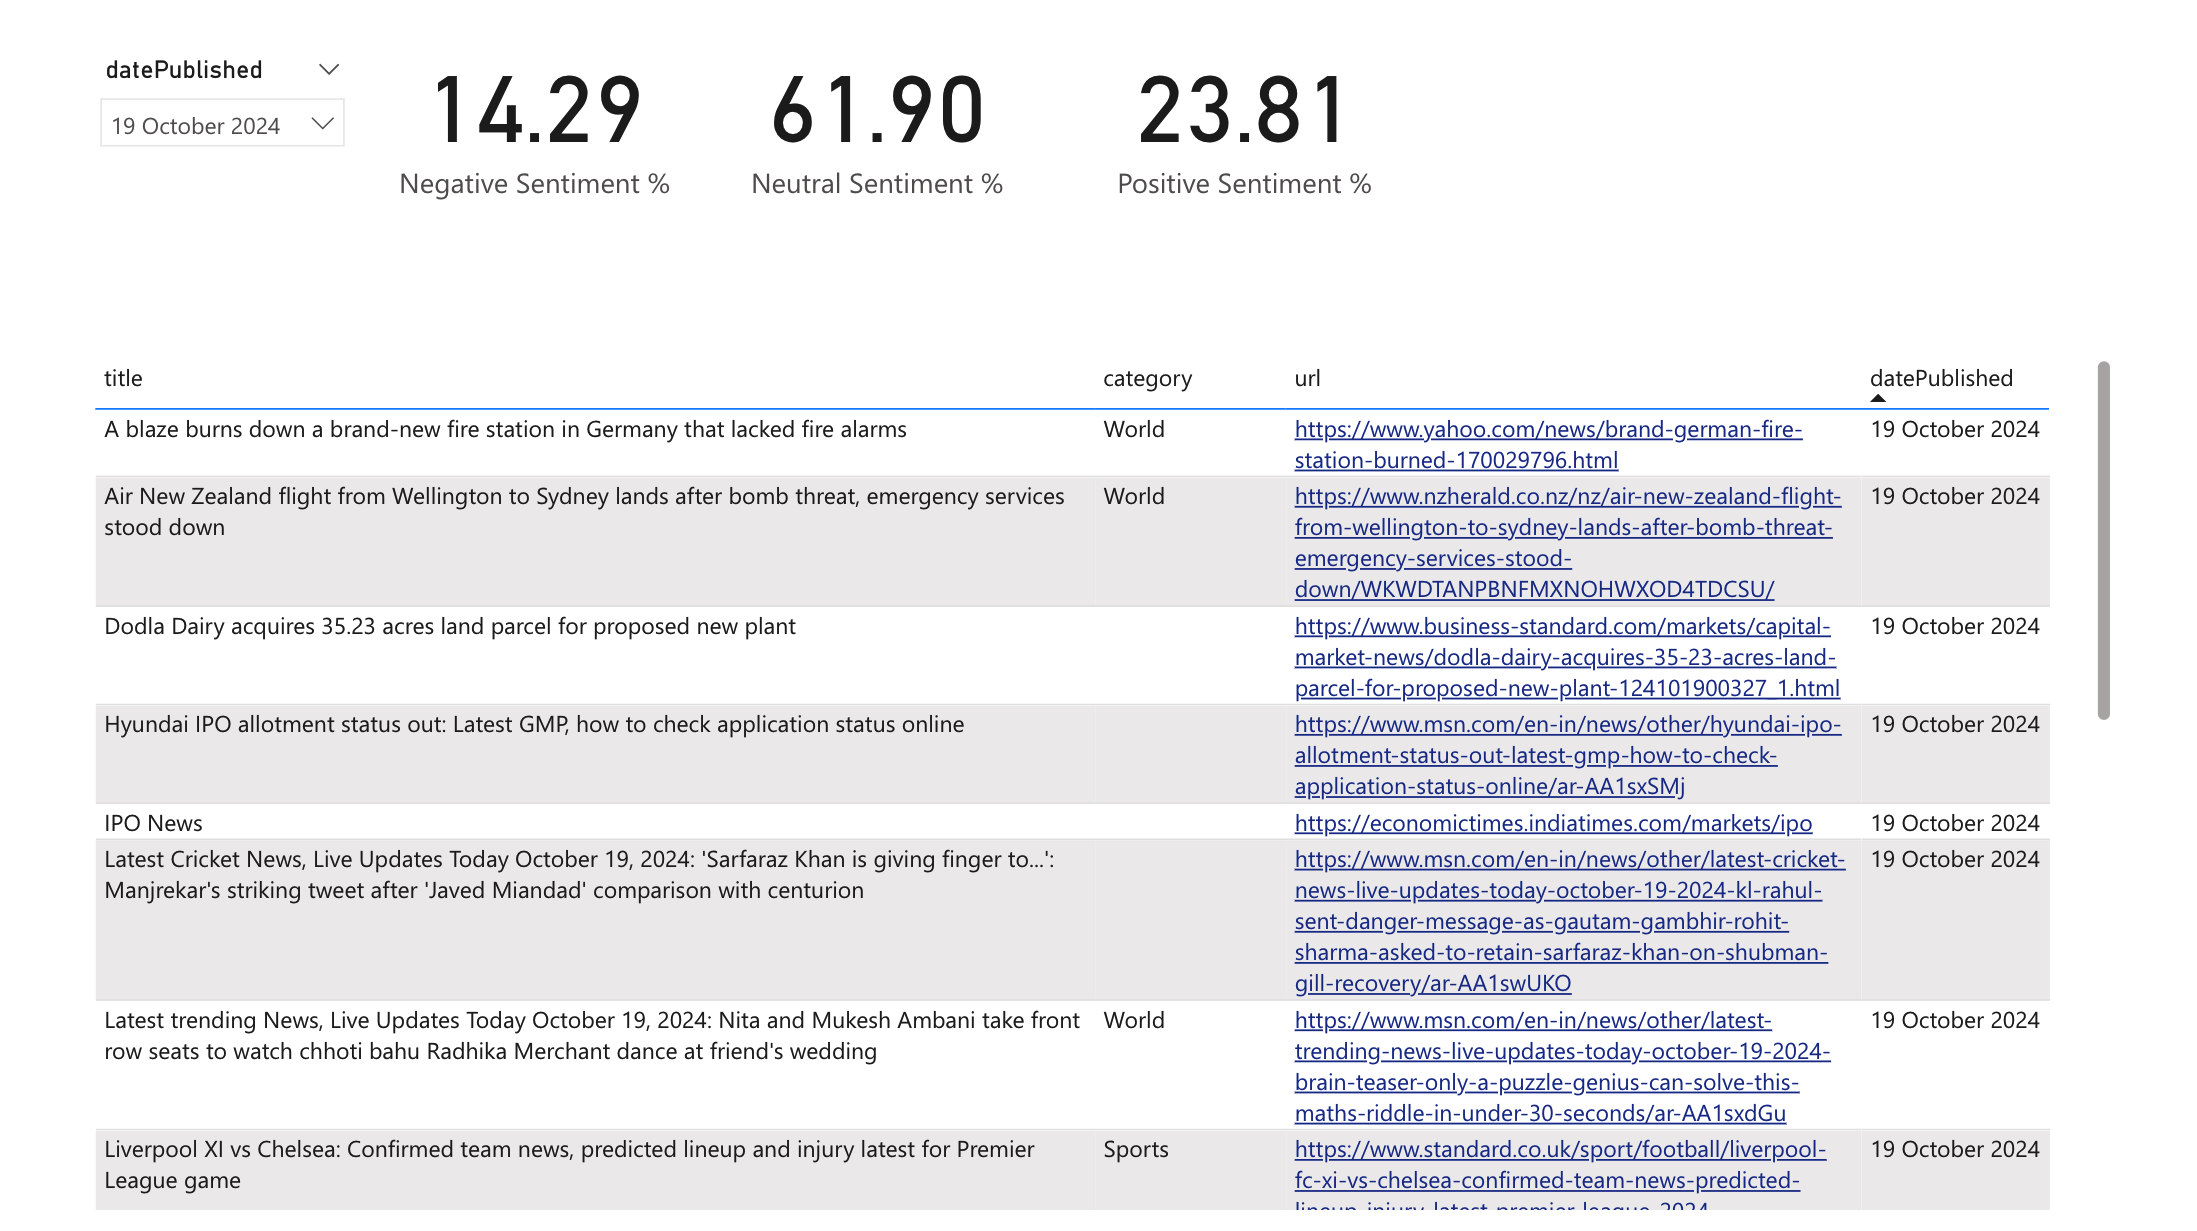 datePublished
19 October 2024
14.29
Negative Sentiment %
61.90
Neutral Sentiment %
23.81
Positive Sentiment %
title category url datePublished
A blaze burns down a brand-new fire station in Germany that lacked fire alarms World https://www.yahoo.com/news/brand-german-fire- 19 October 2024
station-burned-170029796.html
Air New Zealand flight from Wellington to Sydney lands after bomb threat, emergency services World https://www.nzherald.co.nz/nz/air-new-zealand-flight- 19 October 2024
stood down from-wellington-to-sydney-lands-after-bomb-threat-
emergency-services-stood-
down/WKWDTANPBNFMXNOHWXOD4TDCSU/
Dodla Dairy acquires 35.23 acres land parcel for proposed new plant https://www.business-standard.com/markets/capital- 19 October 2024
market-news/dodla-dairy-acquires-35-23-acres-land-
parcel-for-proposed-new-plant-124101900327_1.html
Hyundai IPO allotment status out: Latest GMP, how to check application status online https://www.msn.com/en-in/news/other/hyundai-ipo- 19 October 2024
allotment-status-out-latest-gmp-how-to-check-
application-status-online/ar-AA1sxSMj
IPO News https://economictimes.indiatimes.com/markets/ipo 19 October 2024
Latest Cricket News, Live Updates Today October 19, 2024: 'Sarfaraz Khan is giving finger to...': https://www.msn.com/en-in/news/other/latest-cricket- 19 October 2024
Manjrekar's striking tweet after 'Javed Miandad' comparison with centurion news-live-updates-today-october-19-2024-kl-rahul-
sent-danger-message-as-gautam-gambhir-rohit-
sharma-asked-to-retain-sarfaraz-khan-on-shubman-
gill-recovery/ar-AA1swUKO
Latest trending News, Live Updates Today October 19, 2024: Nita and Mukesh Ambani take front World https://www.msn.com/en-in/news/other/latest- 19 October 2024
row seats to watch chhoti bahu Radhika Merchant dance at friend's wedding trending-news-live-updates-today-october-19-2024-
brain-teaser-only-a-puzzle-genius-can-solve-this-
maths-riddle-in-under-30-seconds/ar-AA1sxdGu
Liverpool XI vs Chelsea: Confirmed team news, predicted lineup and injury latest for Premier Sports https://www.standard.co.uk/sport/football/liverpool- 19 October 2024
League game fc-xi-vs-chelsea-confirmed-team-news-predicted-
lineup-injury-latest-premier-league-2024